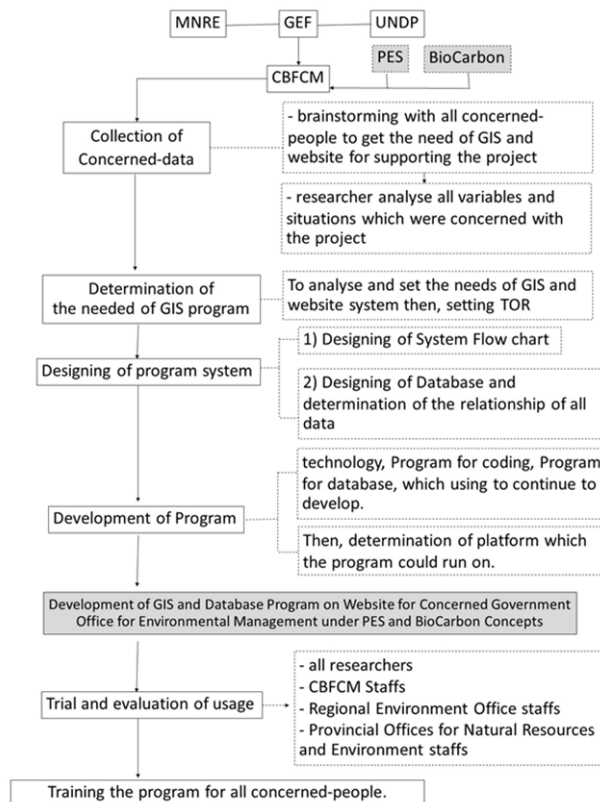 MNRE
GEF
UNDP
PES
BioCarbon
CBFCM
Collection of
Concerned-data
- brainstorming with all concerned-
people to get the need of GIS and
website for supporting the project
- researcher analyse all variables and
situations which were concerned with
the project
Determination of
the needed of GIS program
To analyse and set the needs of GIS and
website system then, setting TOR
Designing of program system
1) Designing of System Flow chart
2) Designing of Database and
determination of the relationship of all
data
Development of Program
technology, Program for coding, Program
for database, which using to continue to
develop.
Then, determination of platform which
the program could run on.
Development of GIS and Database Program on Website for Concerned Government
Office for Environmental Management under PES and BioCarbon Concepts
Trial and evaluation of usage
- all researchers
- CBFCM Staffs
- Regional Environment Office staffs
- Provincial Offices for Natural Resources
and Environment staffs
Training the program for all concerned-people.